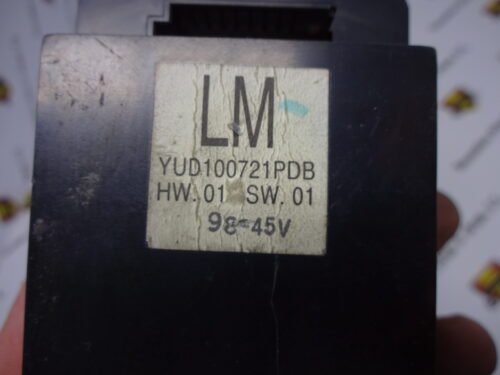 LM
YUD100721PDB
HW. 01 SW. 01
98-45V